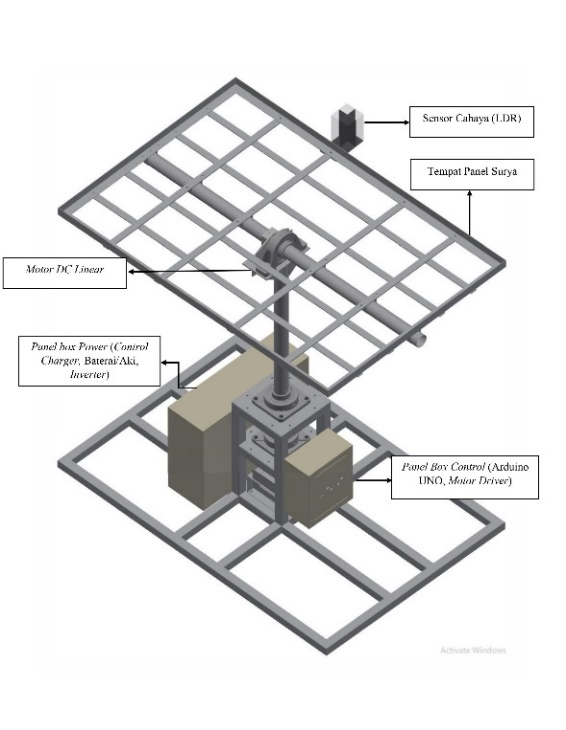 Sensor Cahaya (LDR)
Tempat Panel Surya
Motor DC Linear
Panel box Power (Control
Charger, Baterai/Aki,
Inverter)
Panel Box Control (Arduino
UNO, Motor Driver)
Activate Windows